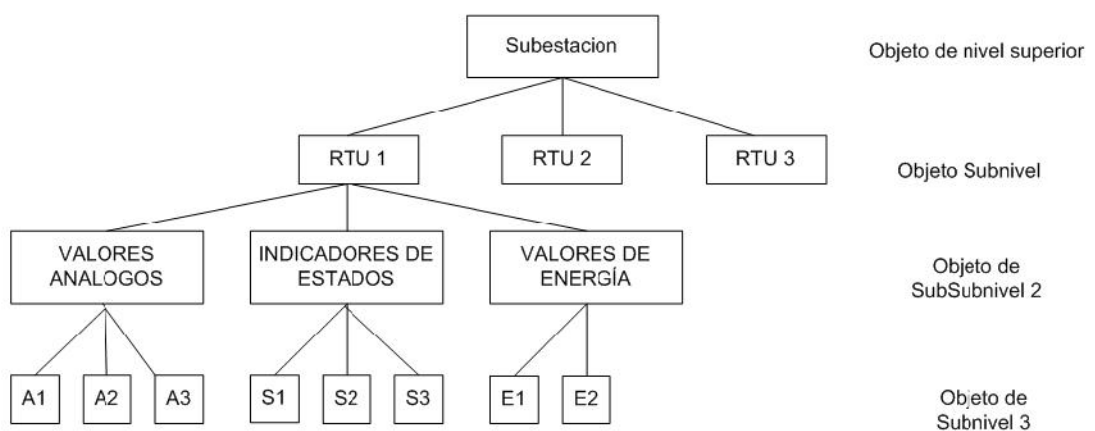 Subestacion
Objeto de nivel superior
RTU 1
RTU 2
RTU 3
Objeto Subnivel
VALORES
ANALOGOS
INDICADORES DE
ESTADOS
VALORES DE
ENERGÍA
Objeto de
SubSubnivel 2
A1
A2
A3
S1
S2
S3
E1
E2
Objeto de
Subnivel 3